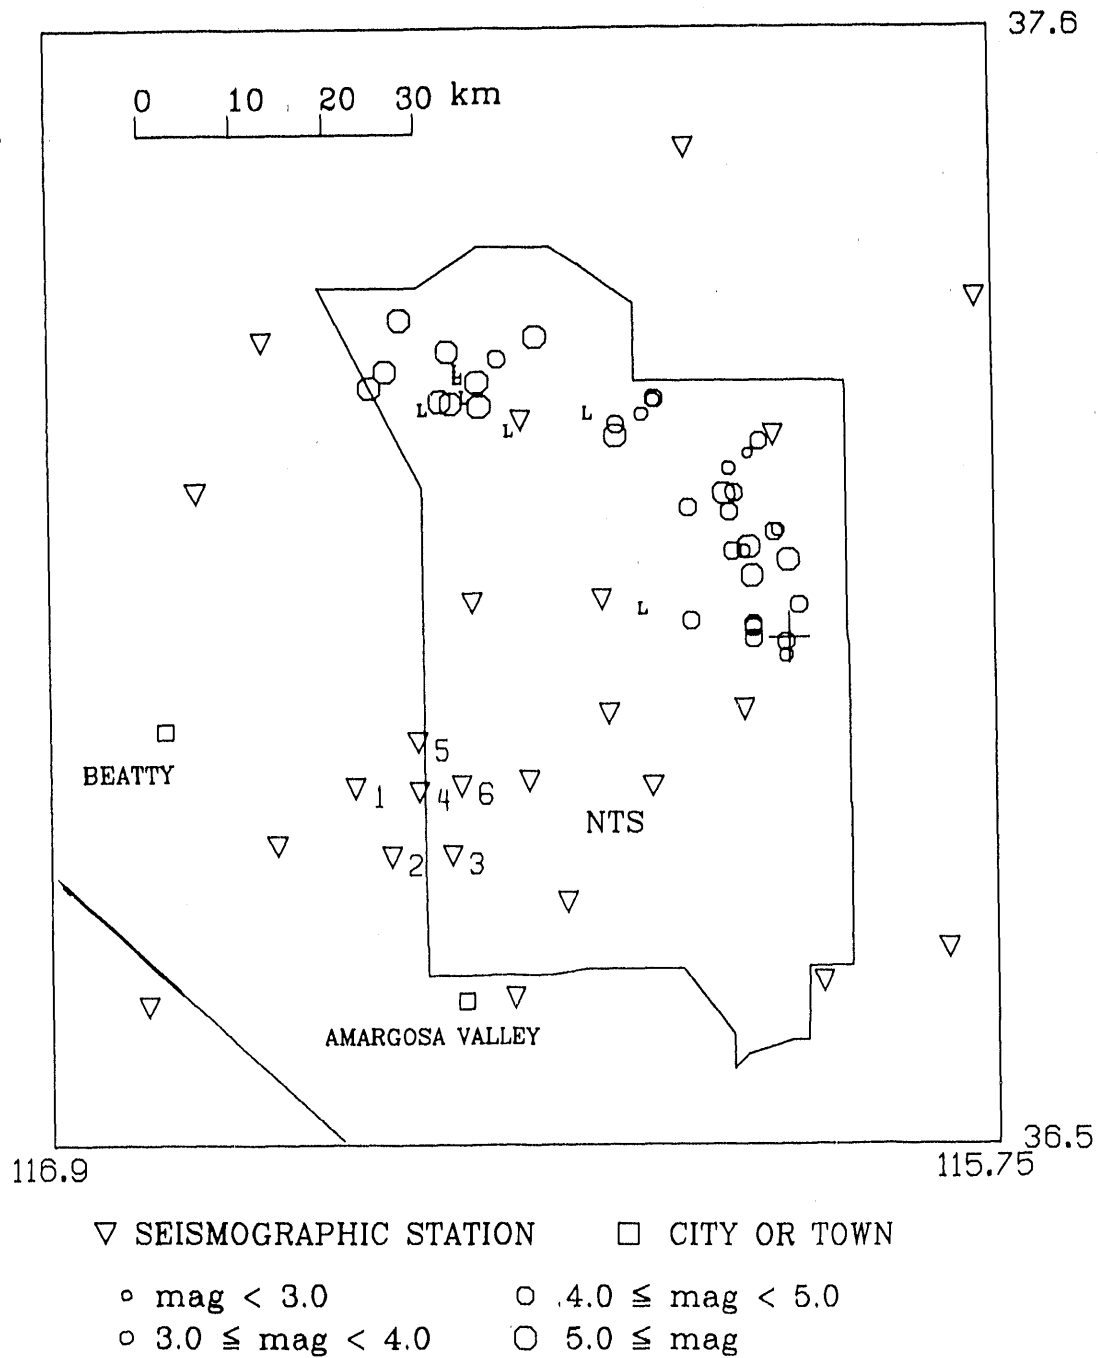 37.6
0 10 20 30 km
L
L
L
L
L
L
L
5
BEATTY
1 4 6
NTS
2 3
AMARGOSA VALLEY
36.5
116.9 115.75
SEISMOGRAPHIC STATION CITY OR TOWN
mag < 3.0 4.0 ≦ mag < 5.0
3.0 ≦ mag < 4.0 5.0 ≦ mag